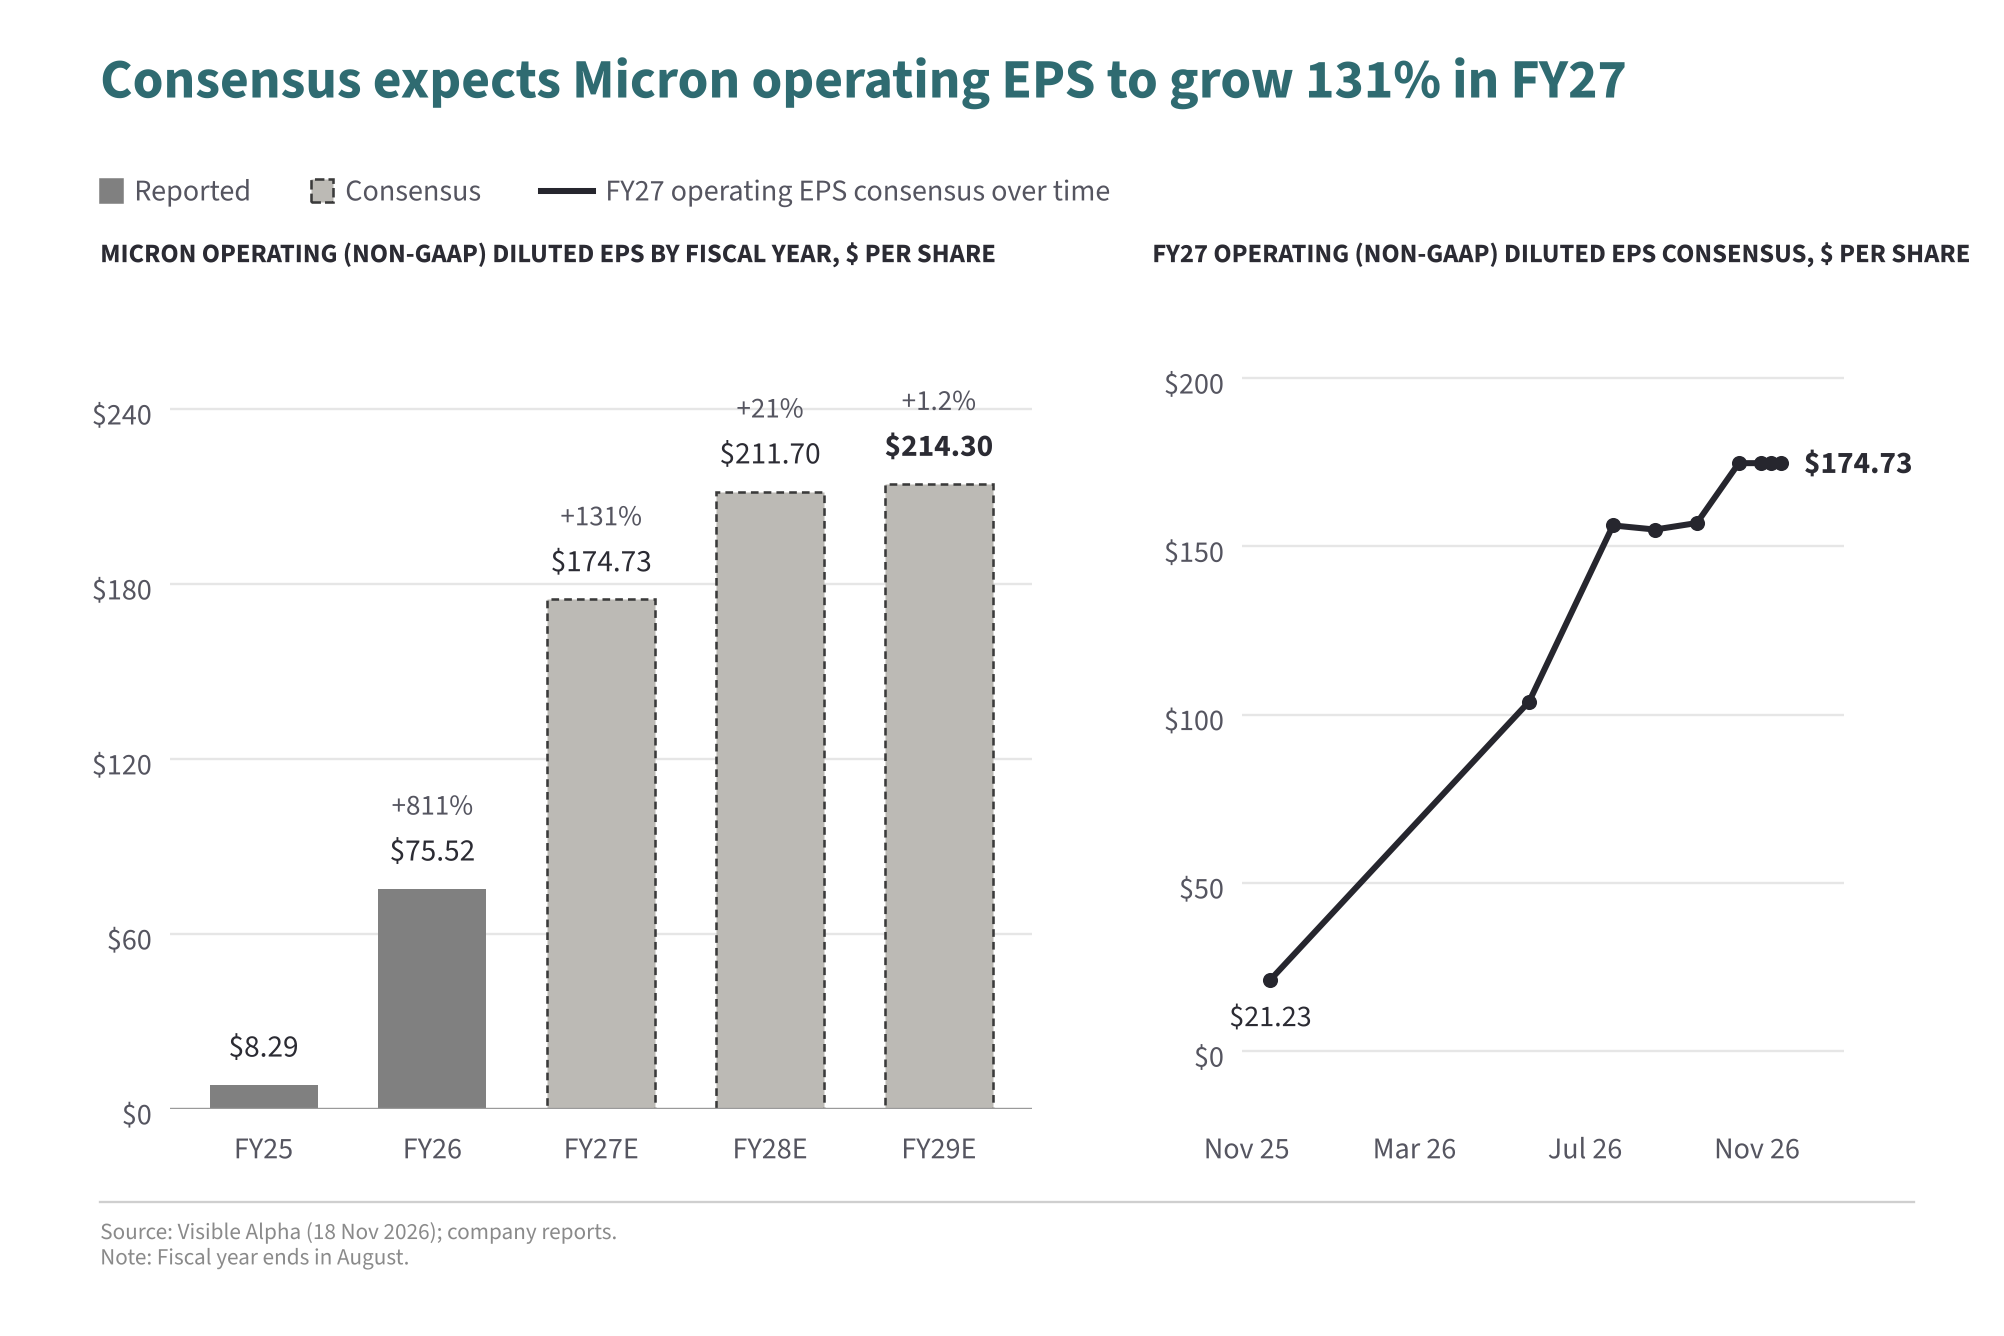 Consensus expects Micron operating EPS to grow 131% in FY27
Reported
Consensus
FY27 operating EPS consensus over time
MICRON OPERATING (NON-GAAP) DILUTED EPS BY FISCAL YEAR, $ PER SHARE
$240
$180
$120
$60
$0
$8.29
+811%
$75.52
+131%
$174.73
+21%
$211.70
+1.2%
$214.30
FY25
FY26
FY27E
FY28E
FY29E
FY27 OPERATING (NON-GAAP) DILUTED EPS CONSENSUS, $ PER SHARE
$200
$150
$100
$50
$0
$21.23
$174.73
Nov 25
Mar 26
Jul 26
Nov 26
Source: Visible Alpha (18 Nov 2026); company reports.
Note: Fiscal year ends in August.